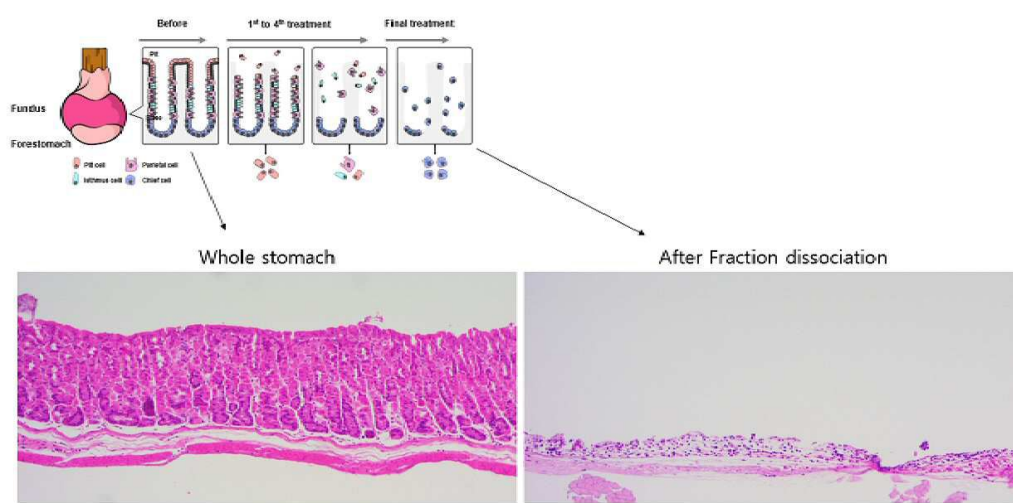 Before
1st to 4th treatment
Final treatment
Pit
Fundus
Base
Forestomach
Pit cell
Parietal cell
Isthmus cell
Chief cell
Whole stomach
After Fraction dissociation